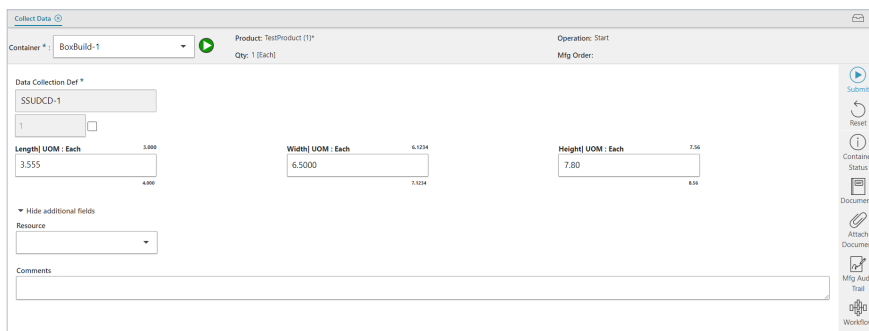 Collect Data
Container * : BoxBuild-1
Product: TestProduct (1)*
Operation: Start
Qty: 1 [Each]
Mfg Order:
Data Collection Def *
SSUDCD-1
1
Length| UOM : Each 3.000
3.555
4.000
Width| UOM : Each 6.1234
6.5000
7.1234
Height| UOM : Each 7.56
7.80
8.56
Hide additional fields
Resource
Comments
Submit
Reset
Container
Status
Document
Attach
Document
Mfg Aud
Trail
Workflow